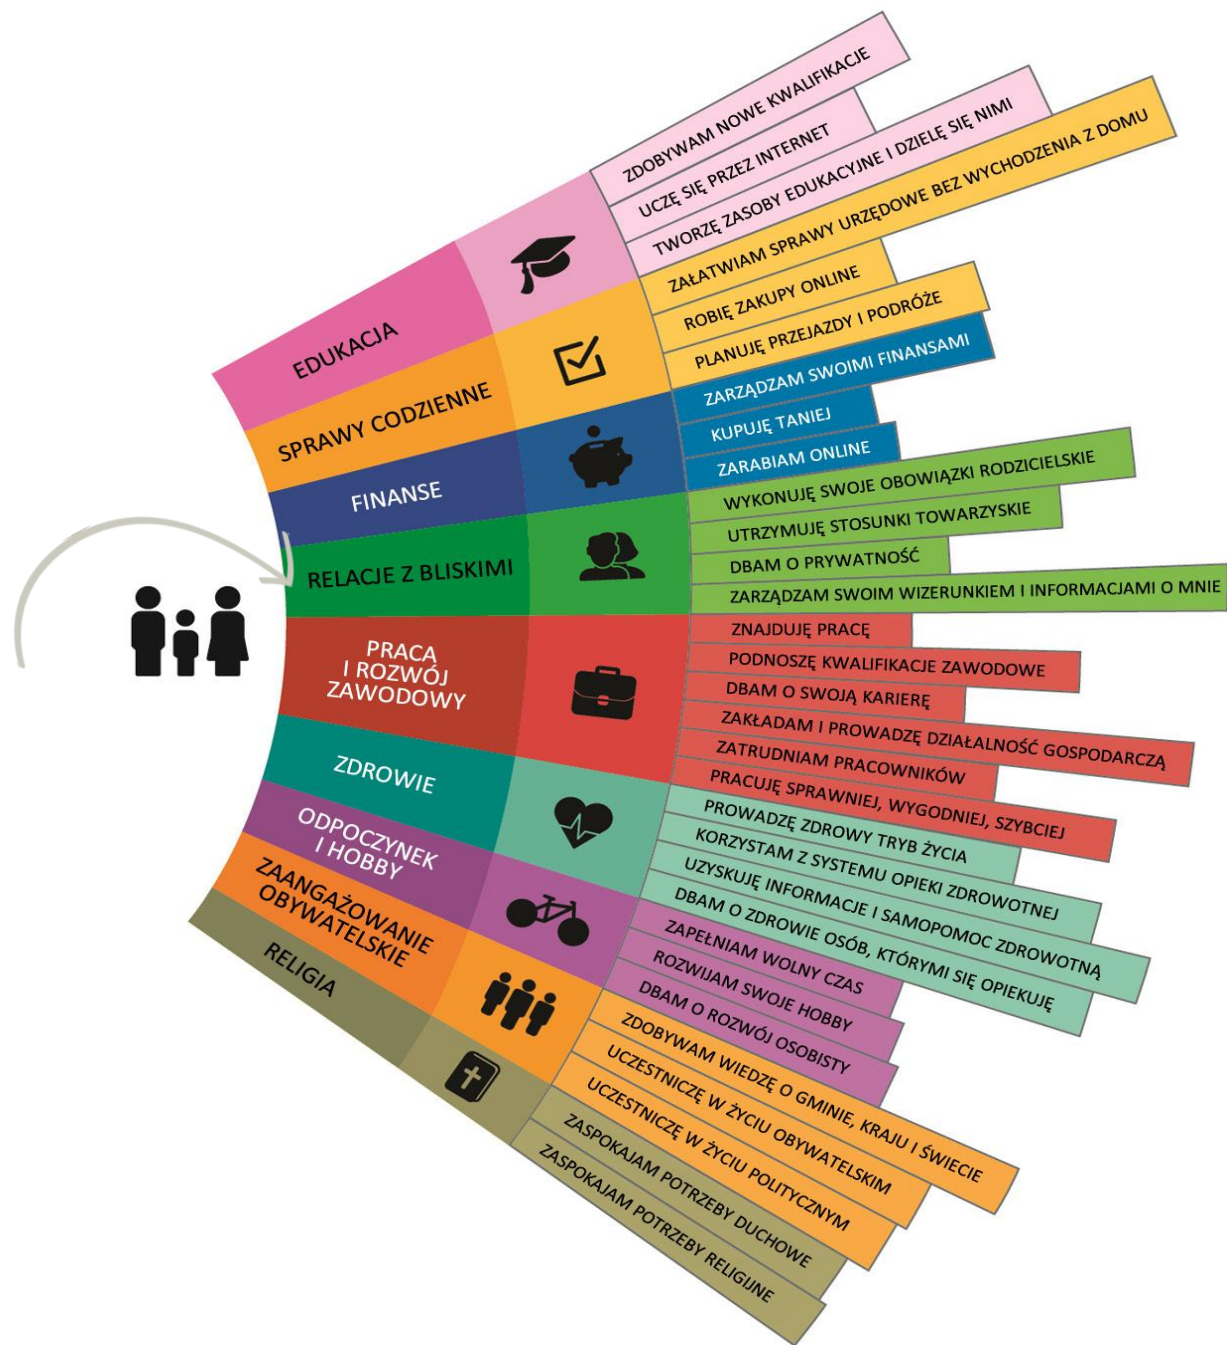 EDUKACJA
ZDOBYWAM NOWE KWALIFIKACJE
UCZĘ SIĘ PRZEZ INTERNET
TWORZĘ ZASOBY EDUKACYJNE I DZIELĘ SIĘ NIMI
SPRAWY CODZIENNE
ZAŁATWIAM SPRAWY URZĘDOWE BEZ WYCHODZENIA Z DOMU
ROBIĘ ZAKUPY ONLINE
PLANUJĘ PRZEJAZDY I PODRÓŻE
FINANSE
ZARZĄDZAM SWOIMI FINANSAMI
KUPUJĘ TANIEJ
ZARABIAM ONLINE
RELACJE Z BLISKIMI
WYKONUJĘ SWOJE OBOWIĄZKI RODZICIELSKIE
UTRZYMUJĘ STOSUNKI TOWARZYSKIE
DBAM O PRYWATNOŚĆ
ZARZĄDZAM SWOIM WIZERUNKIEM I INFORMACJAMI O MNIE
PRACA
I ROZWÓJ
ZAWODOWY
ZNAJDUJĘ PRACĘ
PODNOSZĘ KWALIFIKACJE ZAWODOWE
DBAM O SWOJĄ KARIERĘ
ZAKŁADAM I PROWADZĘ DZIAŁALNOŚĆ GOSPODARCZĄ
ZATRUDNIAM PRACOWNIKÓW
PRACUJĘ SPRAWNIEJ, WYGODNIEJ, SZYBCIEJ
ZDROWIE
PROWADZĘ ZDROWY TRYB ŻYCIA
KORZYSTAM Z SYSTEMU OPIEKI ZDROWOTNEJ
UZYSKUJĘ INFORMACJE I SAMOPOMOC ZDROWOTNĄ
DBAM O ZDROWIE OSÓB, KTÓRYMI SIĘ OPIEKUJĘ
ODPOCZYNEK
I HOBBY
ZAPEŁNIAM WOLNY CZAS
ROZWIJAM SWOJE HOBBY
DBAM O ROZWÓJ OSOBISTY
ZAANGAŻOWANIE
OBYWATELSKIE
ZDOBYWAM WIEDZĘ O GMINIE, KRAJU I ŚWIECIE
UCZESTNICZĘ W ŻYCIU OBYWATELSKIM
UCZESTNICZĘ W ŻYCIU POLITYCZNYM
RELIGIA
ZASPOKAJAM POTRZEBY DUCHOWE
ZASPOKAJAM POTRZEBY RELIGIJNE